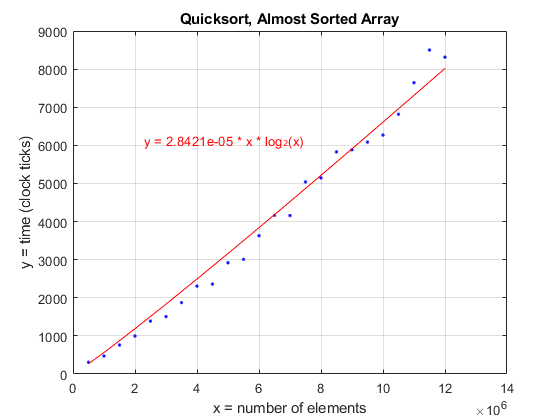 Quicksort, Almost Sorted Array
9000
8000
7000
6000
5000
4000
3000
2000
1000
0
y = time (clock ticks)
y = 2.8421e-05 * x * log₂(x)
0 2 4 6 8 10 12 14
x = number of elements
×10⁶